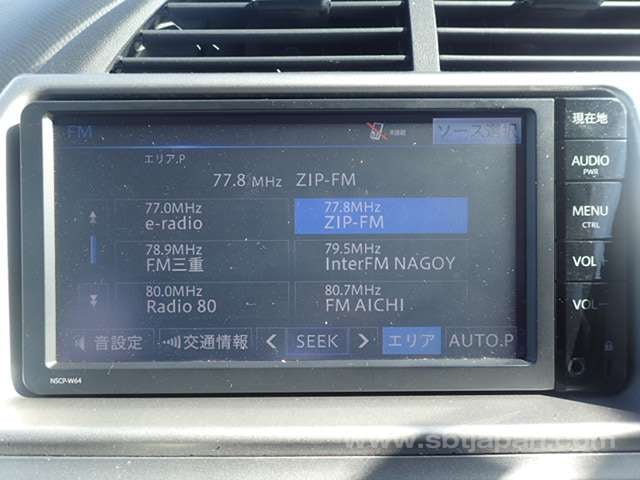 FM
未接続
ソース選択
現在地
エリア.P
77.8 MHz ZIP-FM
AUDIO
PWR
77.0MHz
e-radio
77.8MHz
ZIP-FM
MENU
CTRL
78.9MHz
FM三重
79.5MHz
InterFM NAGOY
VOL
80.0MHz
Radio 80
80.7MHz
FM AICHI
VOL−
音設定
交通情報
< SEEK >
エリア
AUTO.P
NSCP-W64
www.sbtjapan.com